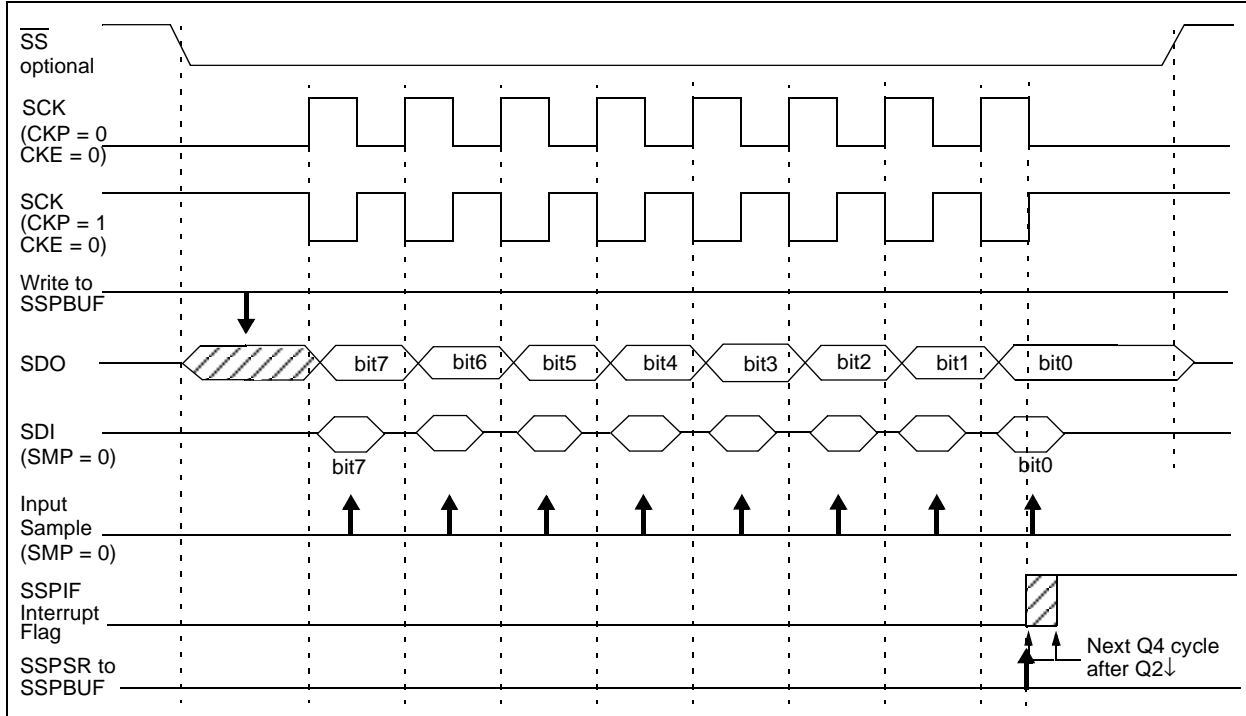 SS
optional
SCK
(CKP = 0
CKE = 0)
SCK
(CKP = 1
CKE = 0)
Write to
SSPBUF
SDO
bit7 bit6 bit5 bit4 bit3 bit2 bit1 bit0
SDI
(SMP = 0)
bit7 bit0
Input
Sample
(SMP = 0)
SSPIF
Interrupt
Flag
Next Q4 cycle
after Q2↓
SSPSR to
SSPBUF